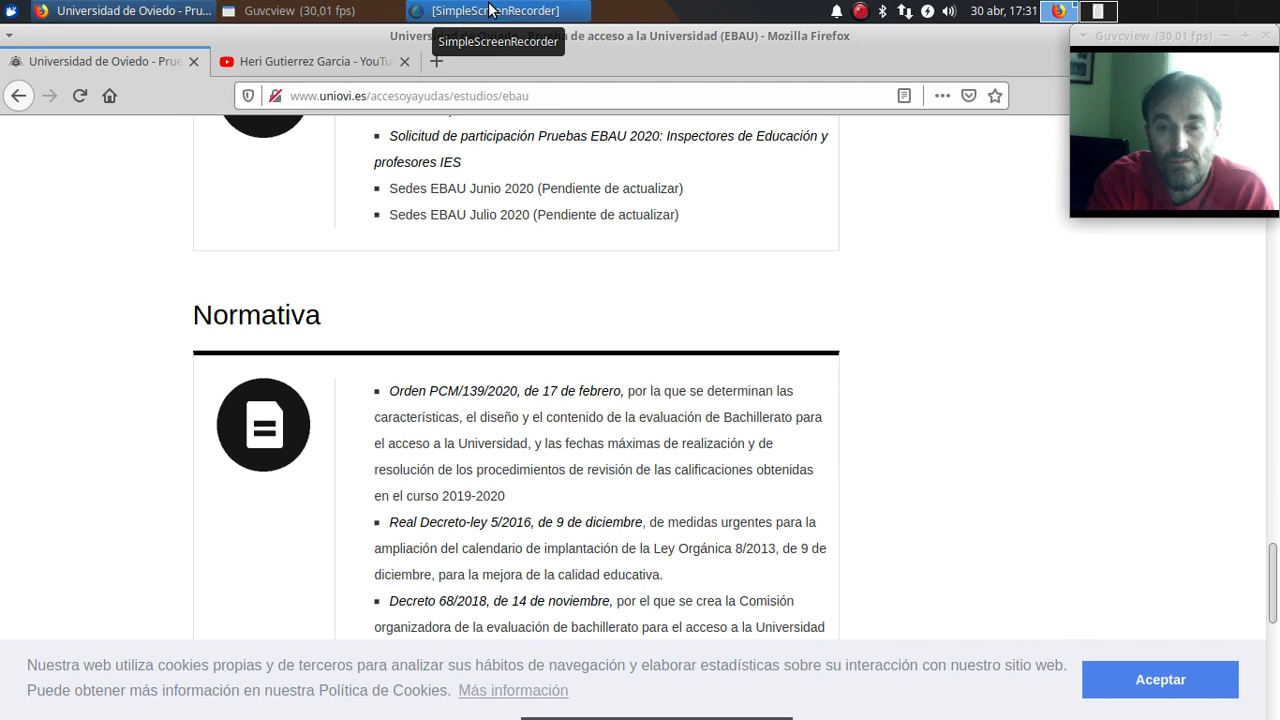 Universidad de Oviedo - Pru...
Guvcview (30,01 fps)
[SimpleScreenRecorder]
30 abr, 17:31
SimpleScreenRecorder
de acceso a la Universidad (EBAU) - Mozilla Firefox
Guvcview (30,01 fps)
Universidad de Oviedo - Prue
Heri Gutierrez Garcia - YouTu
www.uniovi.es/accesoyayudas/estudios/ebau
Solicitud de participación Pruebas EBAU 2020: Inspectores de Educación y
profesores IES
Sedes EBAU Junio 2020 (Pendiente de actualizar)
Sedes EBAU Julio 2020 (Pendiente de actualizar)
Normativa
Orden PCM/139/2020, de 17 de febrero, por la que se determinan las
características, el diseño y el contenido de la evaluación de Bachillerato para
el acceso a la Universidad, y las fechas máximas de realización y de
resolución de los procedimientos de revisión de las calificaciones obtenidas
en el curso 2019-2020
Real Decreto-ley 5/2016, de 9 de diciembre, de medidas urgentes para la
ampliación del calendario de implantación de la Ley Orgánica 8/2013, de 9 de
diciembre, para la mejora de la calidad educativa.
Decreto 68/2018, de 14 de noviembre, por el que se crea la Comisión
organizadora de la evaluación de bachillerato para el acceso a la Universidad
Nuestra web utiliza cookies propias y de terceros para analizar sus hábitos de navegación y elaborar estadísticas sobre su interacción con nuestro sitio web.
Puede obtener más información en nuestra Política de Cookies. Más información
Aceptar